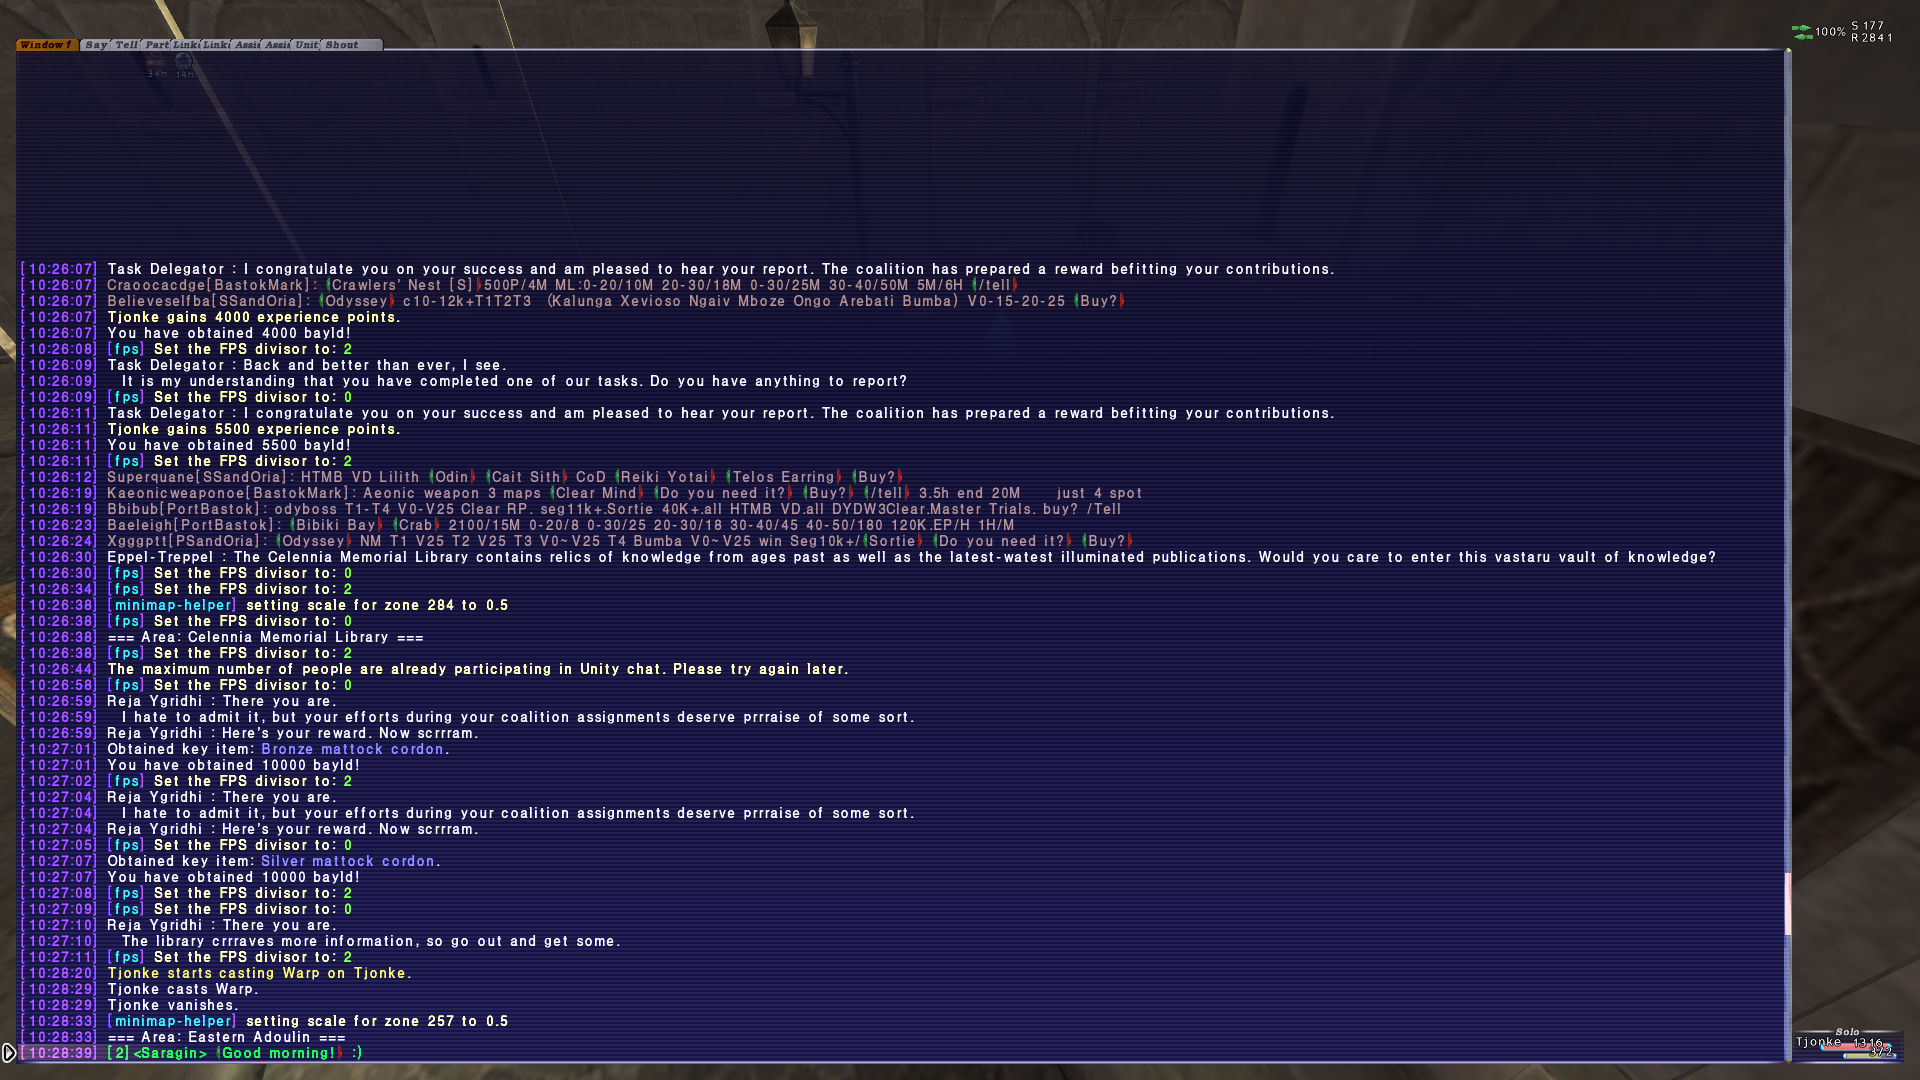 Window 1 Say Tell Part Link Link Assi Assi Unit Shout
100% S 177
R 2841
34h 14h
[10:26:07] Task Delegator : I congratulate you on your success and am pleased to hear your report. The coalition has prepared a reward befitting your contributions.
[10:26:07] Craoocacdge[BastokMark]: Crawlers' Nest [S] 500P/4M ML:0-20/10M 20-30/18M 0-30/25M 30-40/50M 5M/6H /tell
[10:26:07] Believeselfba[SSandOria]: Odyssey c10-12k+T1T2T3 (Kalunga Xevioso Ngaiv Mboze Ongo Arebati Bumba) V0-15-20-25 Buy?
[10:26:07] Tjonke gains 4000 experience points.
[10:26:07] You have obtained 4000 bayld!
[10:26:08] [fps] Set the FPS divisor to: 2
[10:26:09] Task Delegator : Back and better than ever, I see.
[10:26:09] It is my understanding that you have completed one of our tasks. Do you have anything to report?
[10:26:09] [fps] Set the FPS divisor to: 0
[10:26:11] Task Delegator : I congratulate you on your success and am pleased to hear your report. The coalition has prepared a reward befitting your contributions.
[10:26:11] Tjonke gains 5500 experience points.
[10:26:11] You have obtained 5500 bayld!
[10:26:11] [fps] Set the FPS divisor to: 2
[10:26:12] Superquane[SSandOria]: HTMB VD Lilith Odin Cait Sith CoD Reiki Yotai Telos Earring Buy?
[10:26:19] Kaeonicweaponoe[BastokMark]: Aeonic weapon 3 maps Clear Mind Do you need it? Buy? /tell 3.5h end 20M just 4 spot
[10:26:19] Bbibub[PortBastok]: odyboss T1-T4 V0-V25 Clear RP. seg11k+.Sortie 40K+.all HTMB VD.all DYDW3Clear.Master Trials. buy? /Tell
[10:26:23] Baeleigh[PortBastok]: Bibiki Bay Crab 2100/15M 0-20/8 0-30/25 20-30/18 30-40/45 40-50/180 120K.EP/H 1H/M
[10:26:24] Xgggptt[PSandOria]: Odyssey NM T1 V25 T2 V25 T3 V0~V25 T4 Bumba V0~V25 win Seg10k+/ Sortie Do you need it? Buy?
[10:26:30] Eppel-Treppel : The Celennia Memorial Library contains relics of knowledge from ages past as well as the latest-watest illuminated publications. Would you care to enter this vastaru vault of knowledge?
[10:26:30] [fps] Set the FPS divisor to: 0
[10:26:34] [fps] Set the FPS divisor to: 2
[10:26:38] [minimap-helper] setting scale for zone 284 to 0.5
[10:26:38] [fps] Set the FPS divisor to: 0
[10:26:38] === Area: Celennia Memorial Library ===
[10:26:38] [fps] Set the FPS divisor to: 2
[10:26:44] The maximum number of people are already participating in Unity chat. Please try again later.
[10:26:58] [fps] Set the FPS divisor to: 0
[10:26:59] Reja Ygridhi : There you are.
[10:26:59] I hate to admit it, but your efforts during your coalition assignments deserve prrraise of some sort.
[10:26:59] Reja Ygridhi : Here's your reward. Now scrrram.
[10:27:01] Obtained key item: Bronze mattock cordon.
[10:27:01] You have obtained 10000 bayld!
[10:27:02] [fps] Set the FPS divisor to: 2
[10:27:04] Reja Ygridhi : There you are.
[10:27:04] I hate to admit it, but your efforts during your coalition assignments deserve prrraise of some sort.
[10:27:04] Reja Ygridhi : Here's your reward. Now scrrram.
[10:27:05] [fps] Set the FPS divisor to: 0
[10:27:07] Obtained key item: Silver mattock cordon.
[10:27:07] You have obtained 10000 bayld!
[10:27:08] [fps] Set the FPS divisor to: 2
[10:27:09] [fps] Set the FPS divisor to: 0
[10:27:10] Reja Ygridhi : There you are.
[10:27:10] The library crrraves more information, so go out and get some.
[10:27:11] [fps] Set the FPS divisor to: 2
[10:28:20] Tjonke starts casting Warp on Tjonke.
[10:28:29] Tjonke casts Warp.
[10:28:29] Tjonke vanishes.
[10:28:33] [minimap-helper] setting scale for zone 257 to 0.5
[10:28:33] === Area: Eastern Adoulin ===
[10:28:39] [2]<Saragin> Good morning! :)
Solo
Tjonke 1316
372